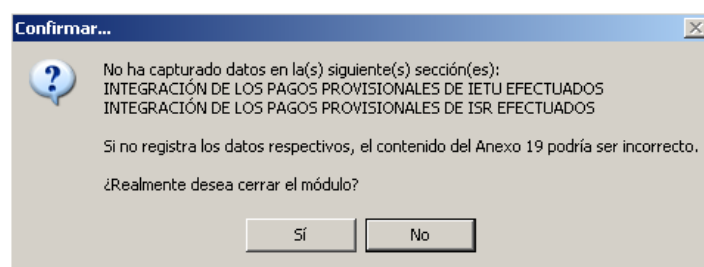 Confirmar...
No ha capturado datos en la(s) siguiente(s) sección(es):
INTEGRACIÓN DE LOS PAGOS PROVISIONALES DE IETU EFECTUADOS
INTEGRACIÓN DE LOS PAGOS PROVISIONALES DE ISR EFECTUADOS
Si no registra los datos respectivos, el contenido del Anexo 19 podría ser incorrecto.
¿Realmente desea cerrar el módulo?
Sí No